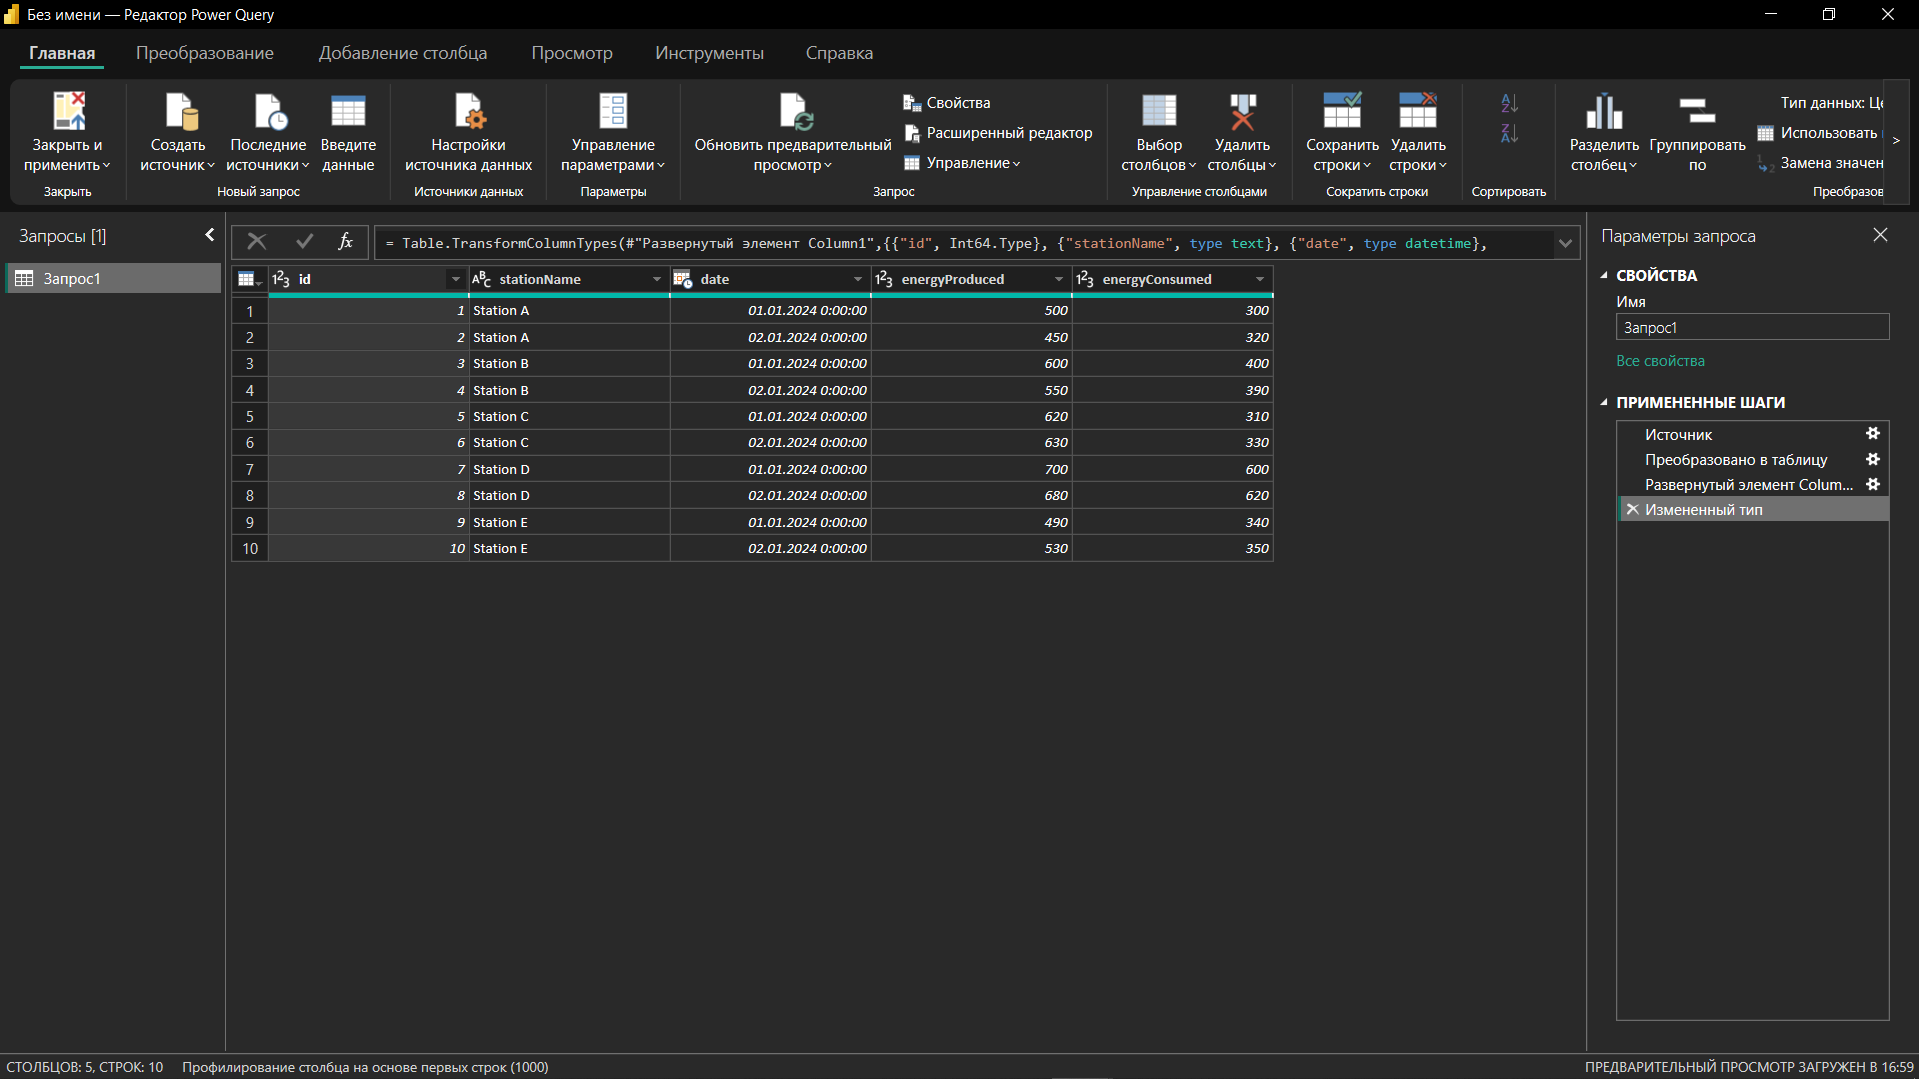 Без имени — Редактор Power Query
Главная Преобразование Добавление столбца Просмотр Инструменты Справка
Закрыть и применить
Закрыть
Создать источник
Последние источники
Введите данные
Новый запрос
Настройки источника данных
Источники данных
Управление параметрами
Параметры
Обновить предварительный просмотр
Свойства
Расширенный редактор
Управление
Запрос
Выбор столбцов
Удалить столбцы
Управление столбцами
Сохранить строки
Удалить строки
Сократить строки
Сортировать
Разделить столбец
Группировать по
Тип данных: Це
Использовать
Замена значен
Преобразов
Запросы [1]
Запрос1
= Table.TransformColumnTypes(#"Развернутый элемент Column1",{{"id", Int64.Type}, {"stationName", type text}, {"date", type datetime},
id stationName date energyProduced energyConsumed
1 1 Station A 01.01.2024 0:00:00 500 300
2 2 Station A 02.01.2024 0:00:00 450 320
3 3 Station B 01.01.2024 0:00:00 600 400
4 4 Station B 02.01.2024 0:00:00 550 390
5 5 Station C 01.01.2024 0:00:00 620 310
6 6 Station C 02.01.2024 0:00:00 630 330
7 7 Station D 01.01.2024 0:00:00 700 600
8 8 Station D 02.01.2024 0:00:00 680 620
9 9 Station E 01.01.2024 0:00:00 490 340
10 10 Station E 02.01.2024 0:00:00 530 350
Параметры запроса
СВОЙСТВА
Имя
Запрос1
Все свойства
ПРИМЕНЕННЫЕ ШАГИ
Источник
Преобразовано в таблицу
Развернутый элемент Colum...
Измененный тип
СТОЛБЦОВ: 5, СТРОК: 10 Профилирование столбца на основе первых строк (1000)
ПРЕДВАРИТЕЛЬНЫЙ ПРОСМОТР ЗАГРУЖЕН В 16:59